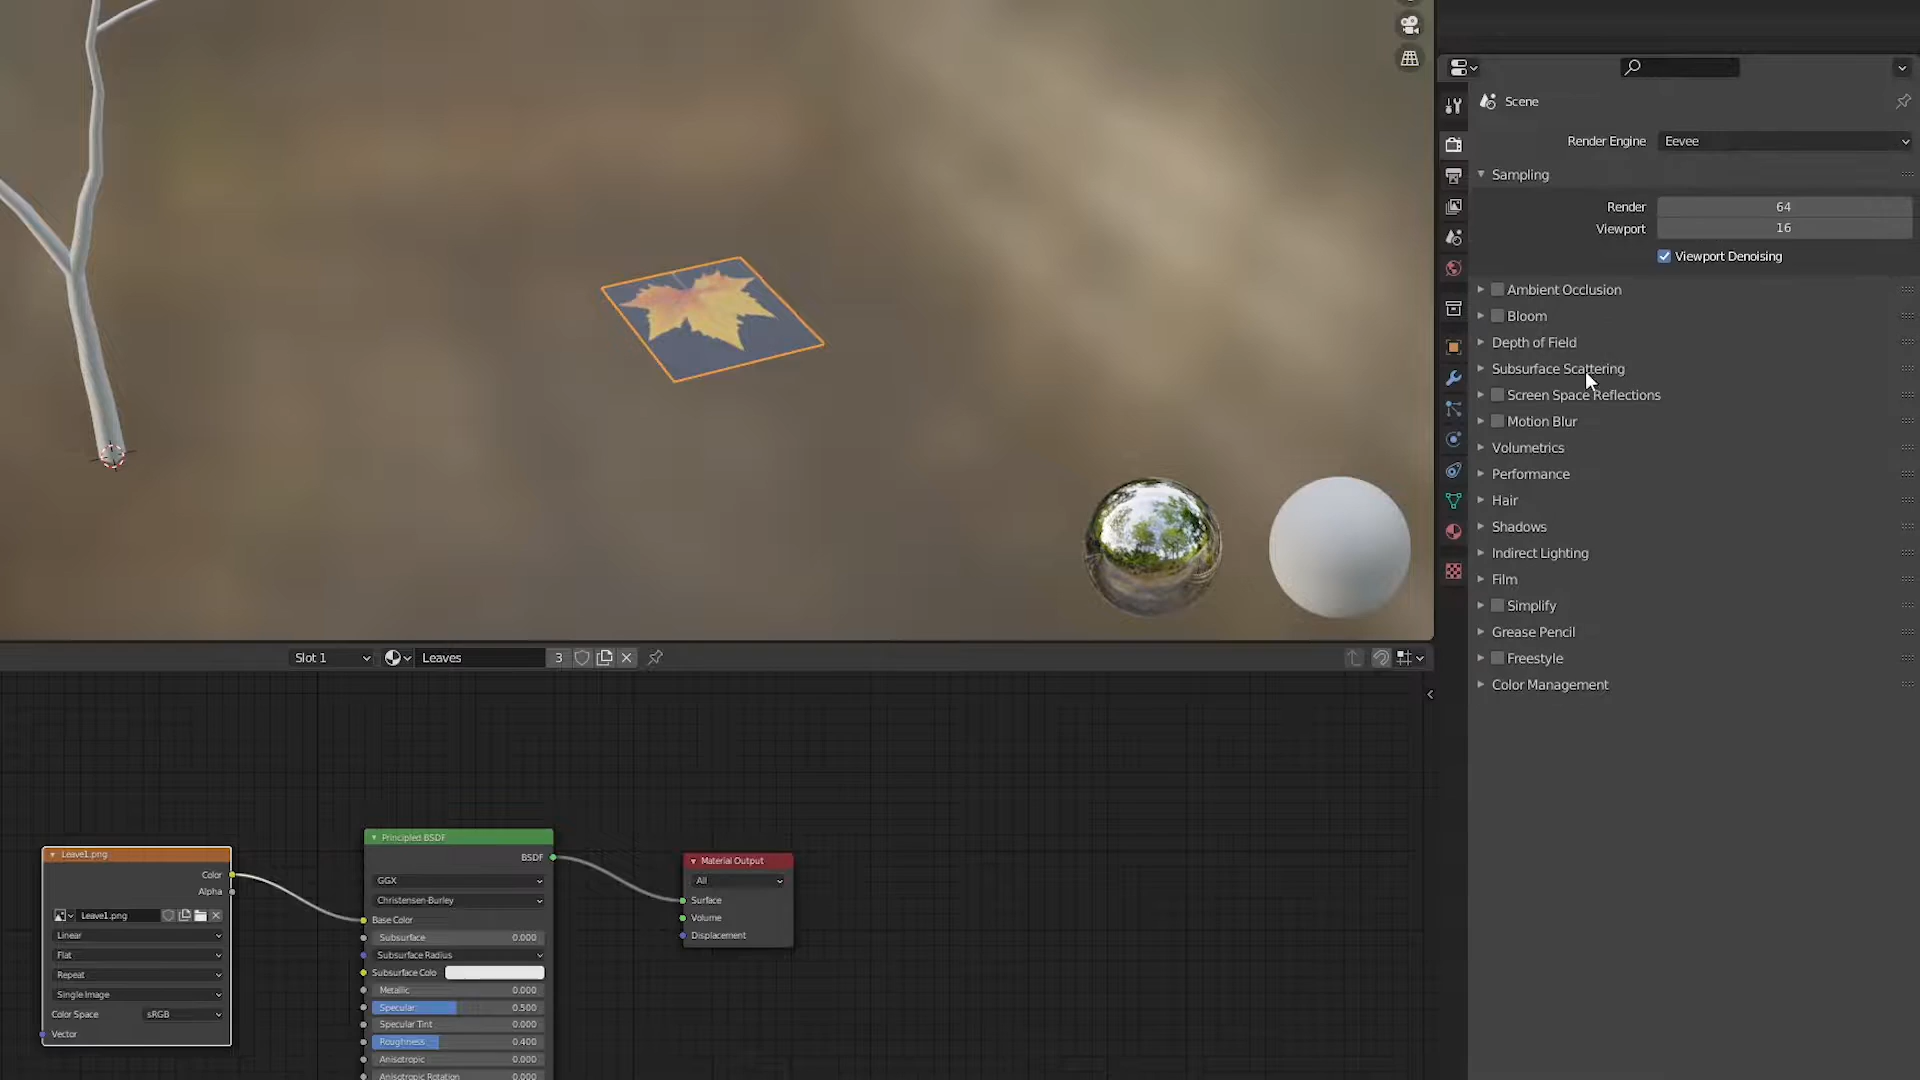 Scene
Render Engine Eevee
Sampling
Render 64
Viewport 16
Viewport Denoising
Ambient Occlusion
Bloom
Depth of Field
Subsurface Scattering
Screen Space Reflections
Motion Blur
Volumetrics
Performance
Hair
Shadows
Indirect Lighting
Film
Simplify
Grease Pencil
Freestyle
Color Management
Slot 1 Leaves 3
Leave1.png
Color
Alpha
Leave1.png
Linear
Flat
Repeat
Single Image
Color Space sRGB
Vector
Principled BSDF
BSDF
GGX
Christensen-Burley
Base Color
Subsurface 0.000
Subsurface Radius
Subsurface Colo
Metallic 0.000
Specular 0.500
Specular Tint 0.000
Roughness 0.400
Anisotropic 0.000
Anisotropic Rotation 0.000
Material Output
All
Surface
Volume
Displacement